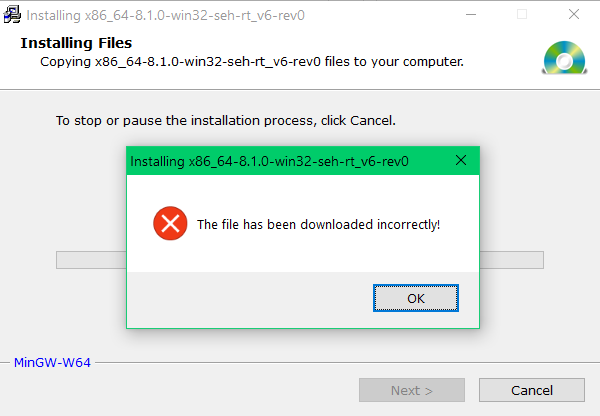 Installing x86_64-8.1.0-win32-seh-rt_v6-rev0
Installing Files
Copying x86_64-8.1.0-win32-seh-rt_v6-rev0 files to your computer.
To stop or pause the installation process, click Cancel.
Installing x86_64-8.1.0-win32-seh-rt_v6-rev0
The file has been downloaded incorrectly!
OK
MinGW-W64
Next >
Cancel